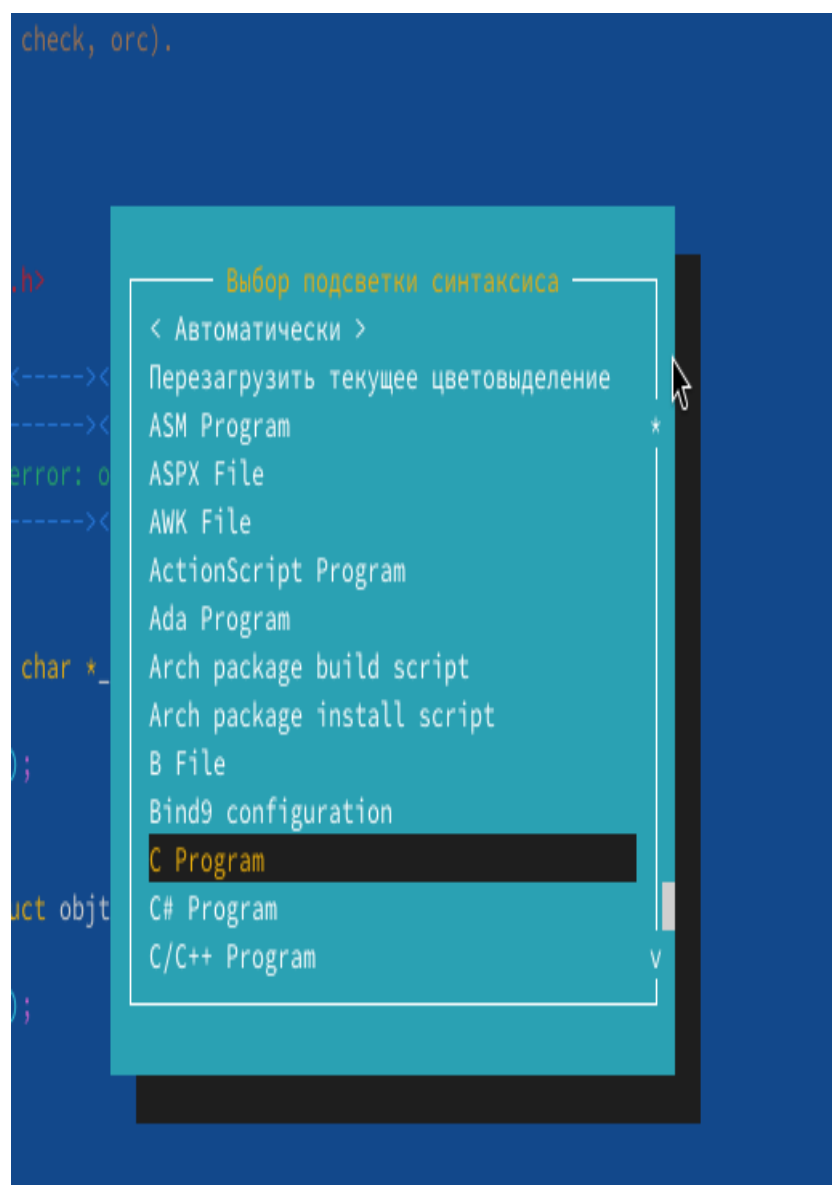 check, orc).
.h>
Выбор подсветки синтаксиса
< Автоматически >
<-----><
Перезагрузить текущее цветовыделение
------><
ASM Program *
error: o
ASPX File
------><
AWK File
ActionScript Program
Ada Program
char *_
Arch package build script
Arch package install script
);
B File
Bind9 configuration
C Program
uct objt
C# Program
C/C++ Program v
);